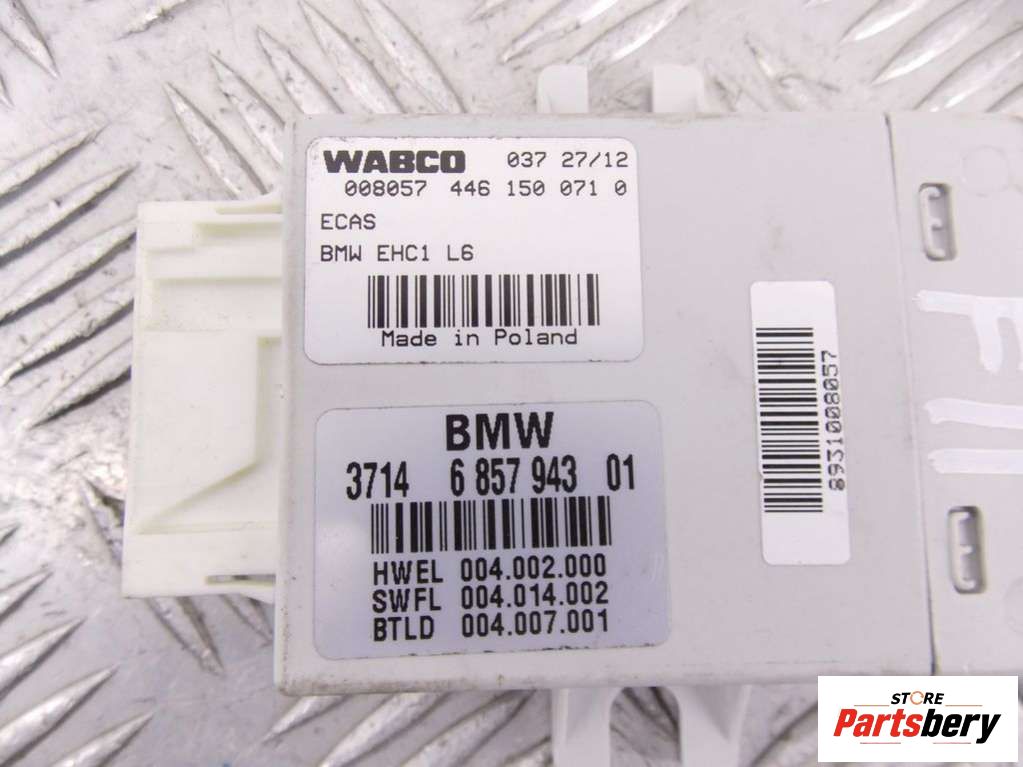 WABCO 037 27/12
008057 446 150 071 0
ECAS
BMW EHC1 L6
Made in Poland
BMW
3714 6 857 943 01
HWEL 004.002.000
SWFL 004.014.002
BTLD 004.007.001
8931008057
F11
STORE
Partsbery